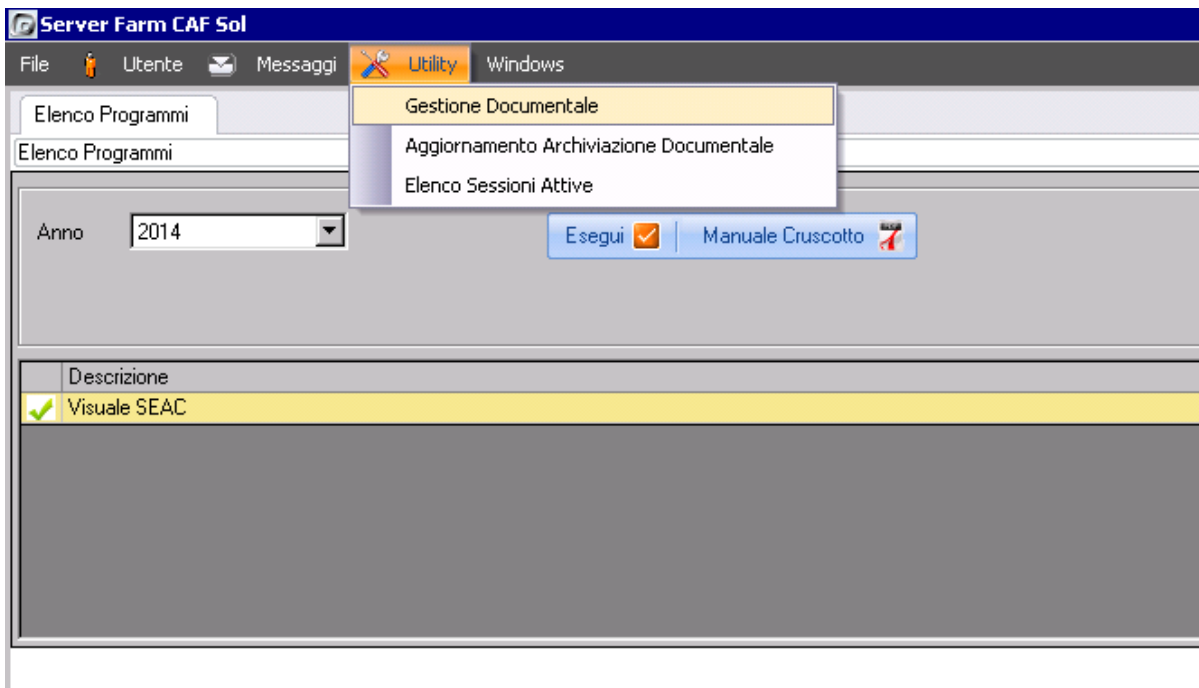 Server Farm CAF Sol
File Utente Messaggi Utility Windows
Gestione Documentale
Aggiornamento Archiviazione Documentale
Elenco Sessioni Attive
Elenco Programmi
Elenco Programmi
Anno 2014 Esegui Manuale Cruscotto
Descrizione
Visuale SEAC